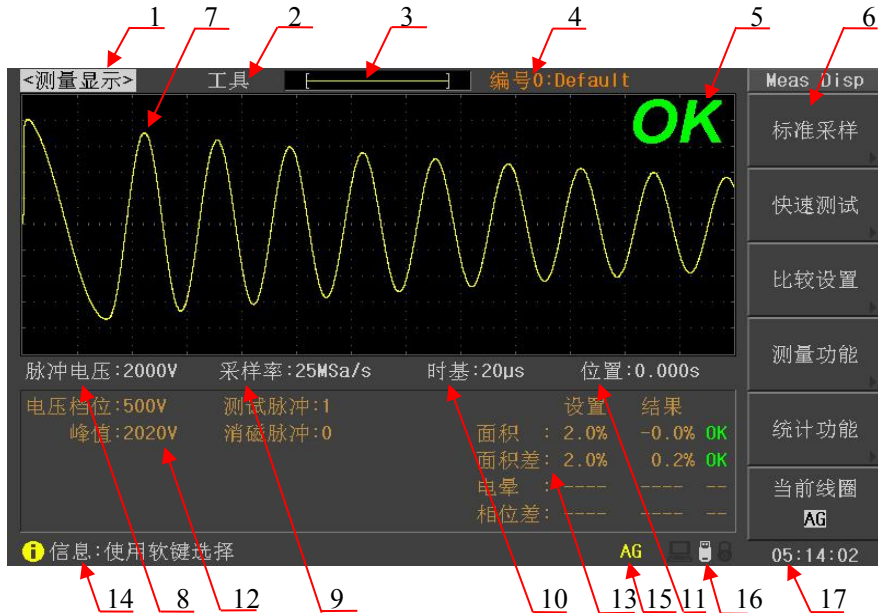 1 7 2 3 4 5 6
<测量显示> 工具 [ ] 编号0:Default Meas Disp
OK
标准采样
快速测试
比较设置
测量功能
统计功能
当前线圈
AG
脉冲电压:2000V 采样率:25MSa/s 时基:20μs 位置:0.000s
电压档位:500V 测试脉冲:1 设置 结果
峰值:2020V 消磁脉冲:0 面积 : 2.0% -0.0% OK
面积差: 2.0% 0.2% OK
电晕 : ---- ---- --
相位差: ---- ---- --
信息:使用软键选择 AG 05:14:02
14 8 12 9 10 13 15 11 16 17